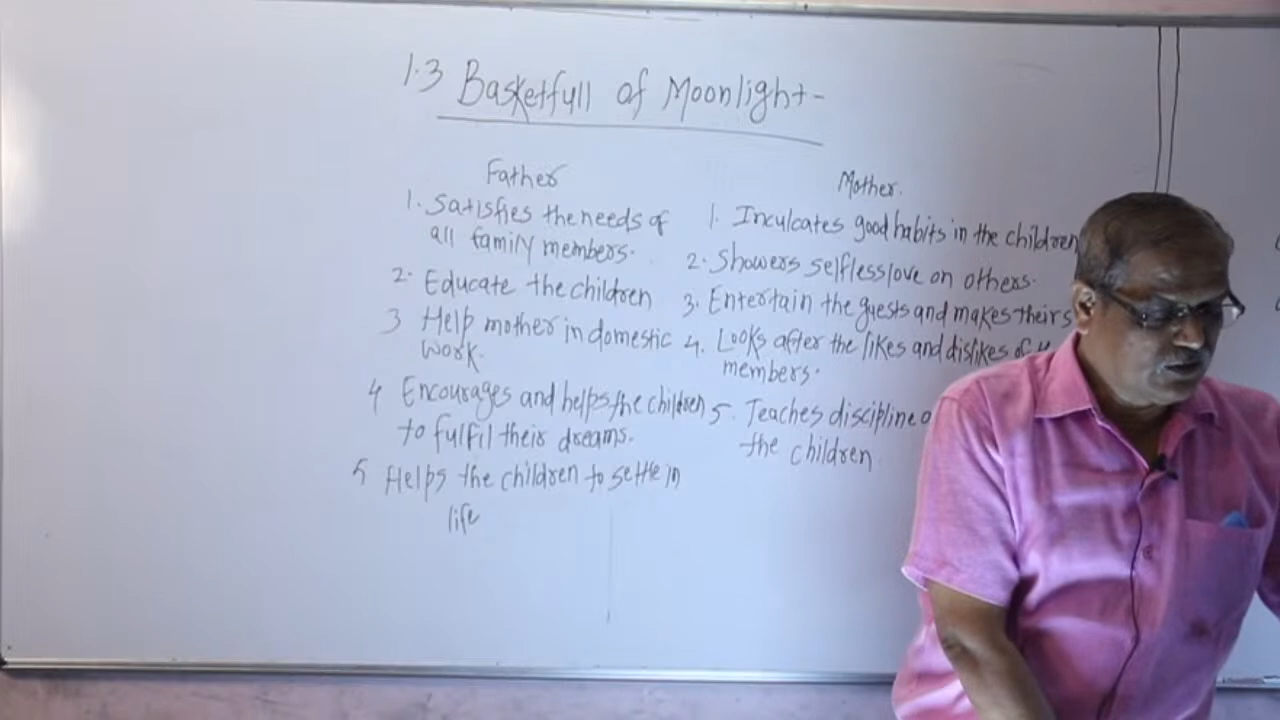 1.3 Basketfull of Moonlight-
Father
1. Satisfies the needs of
all family members.
2. Educate the children
3 Help mother in domestic
work.
4 Encourages and helps the children
to fulfil their dreams.
5 Helps the children to settle in
life
Mother.
1. Inculcates good habits in the children
2. Showers selfless love on others.
3. Entertain the guests and makes theirs
4. Looks after the likes and dislikes of
members.
5. Teaches discipline
the children